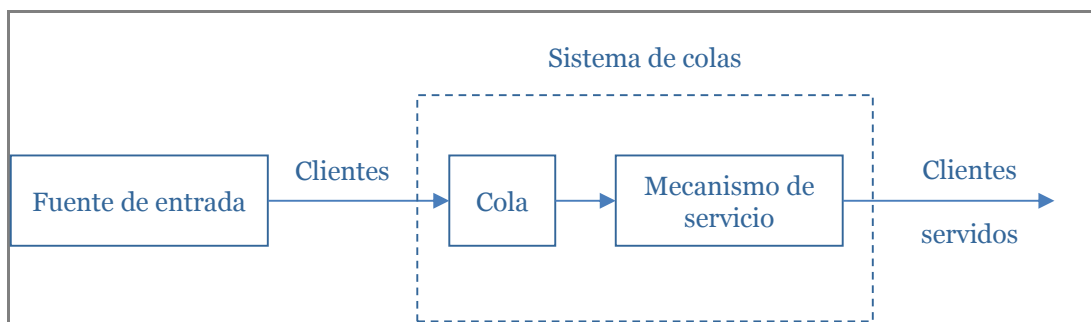 Sistema de colas
Fuente de entrada
Clientes
Cola
Mecanismo de
servicio
Clientes
servidos